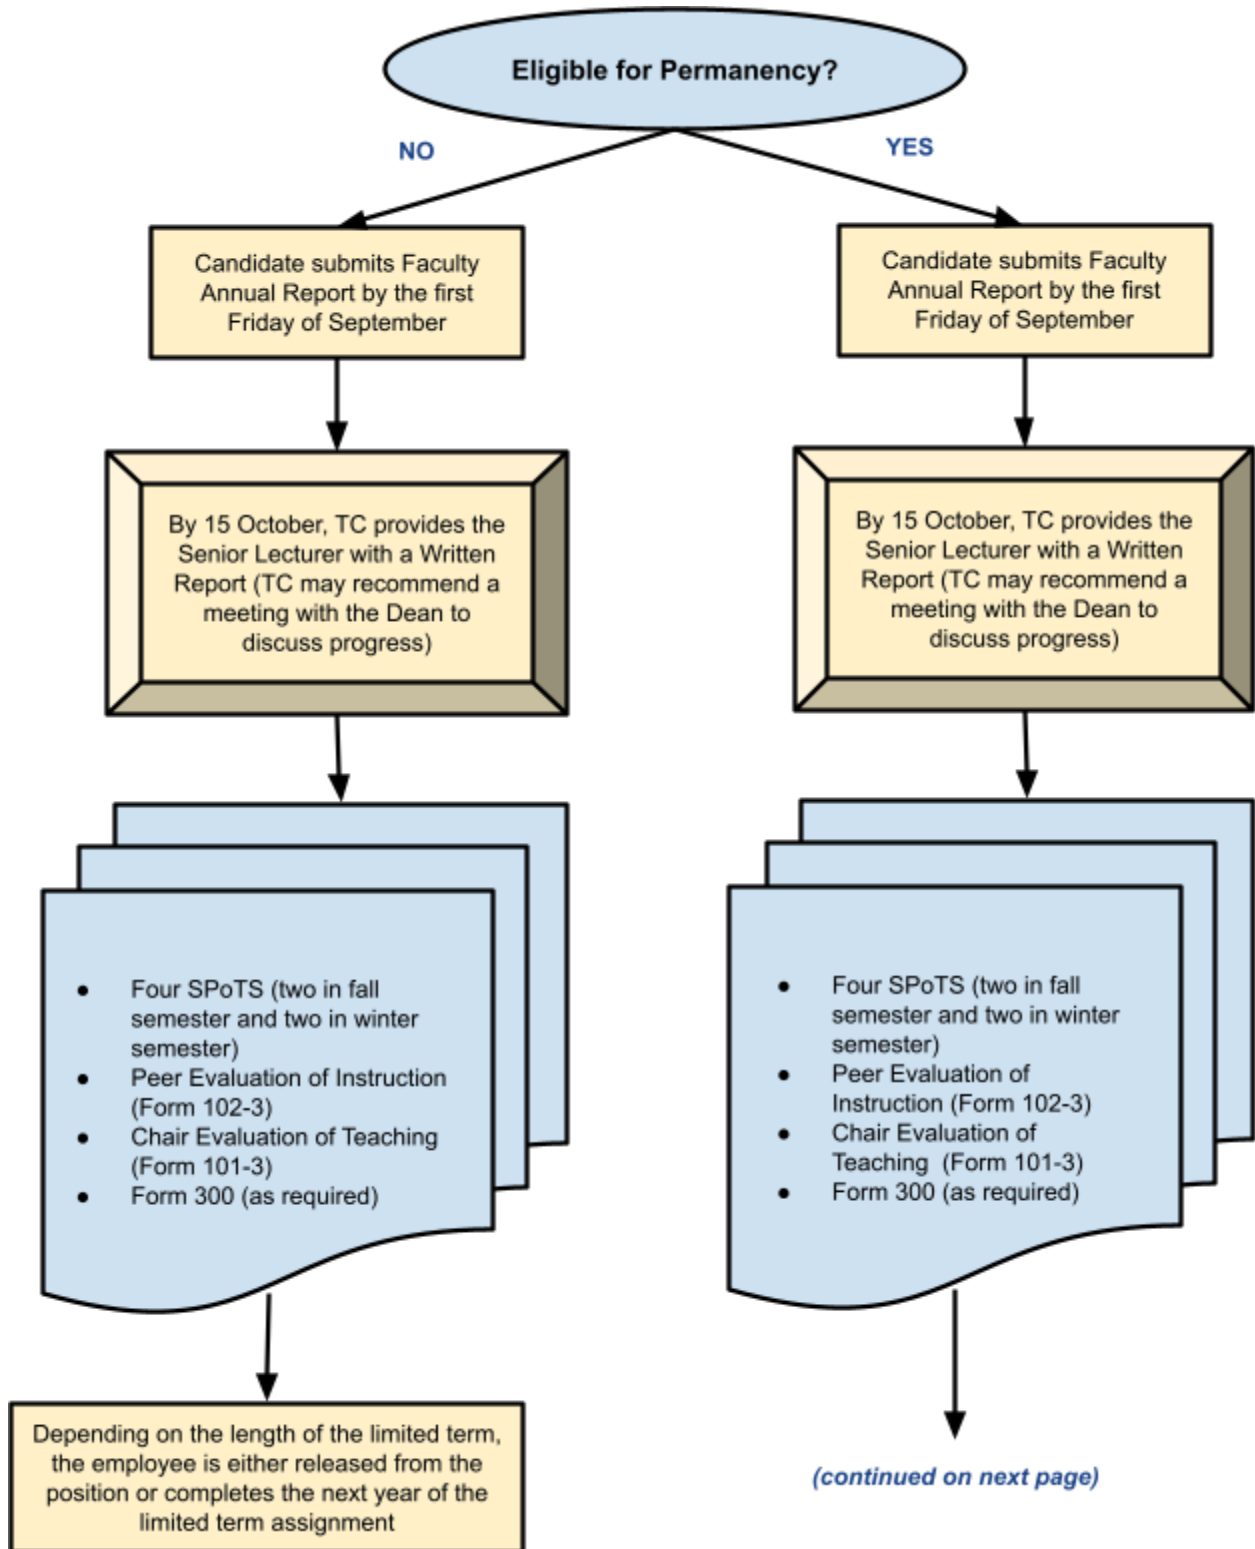 Eligible for Permanency?
NO
YES
Candidate submits Faculty
Annual Report by the first
Friday of September
Candidate submits Faculty
Annual Report by the first
Friday of September
By 15 October, TC provides the
Senior Lecturer with a Written
Report (TC may recommend a
meeting with the Dean to
discuss progress)
By 15 October, TC provides the
Senior Lecturer with a Written
Report (TC may recommend a
meeting with the Dean to
discuss progress)
● Four SPoTS (two in fall
semester and two in winter
semester)
● Peer Evaluation of Instruction
(Form 102-3)
● Chair Evaluation of Teaching
(Form 101-3)
● Form 300 (as required)
● Four SPoTS (two in fall
semester and two in winter
semester)
● Peer Evaluation of
Instruction (Form 102-3)
● Chair Evaluation of
Teaching (Form 101-3)
● Form 300 (as required)
Depending on the length of the limited term,
the employee is either released from the
position or completes the next year of the
limited term assignment
(continued on next page)